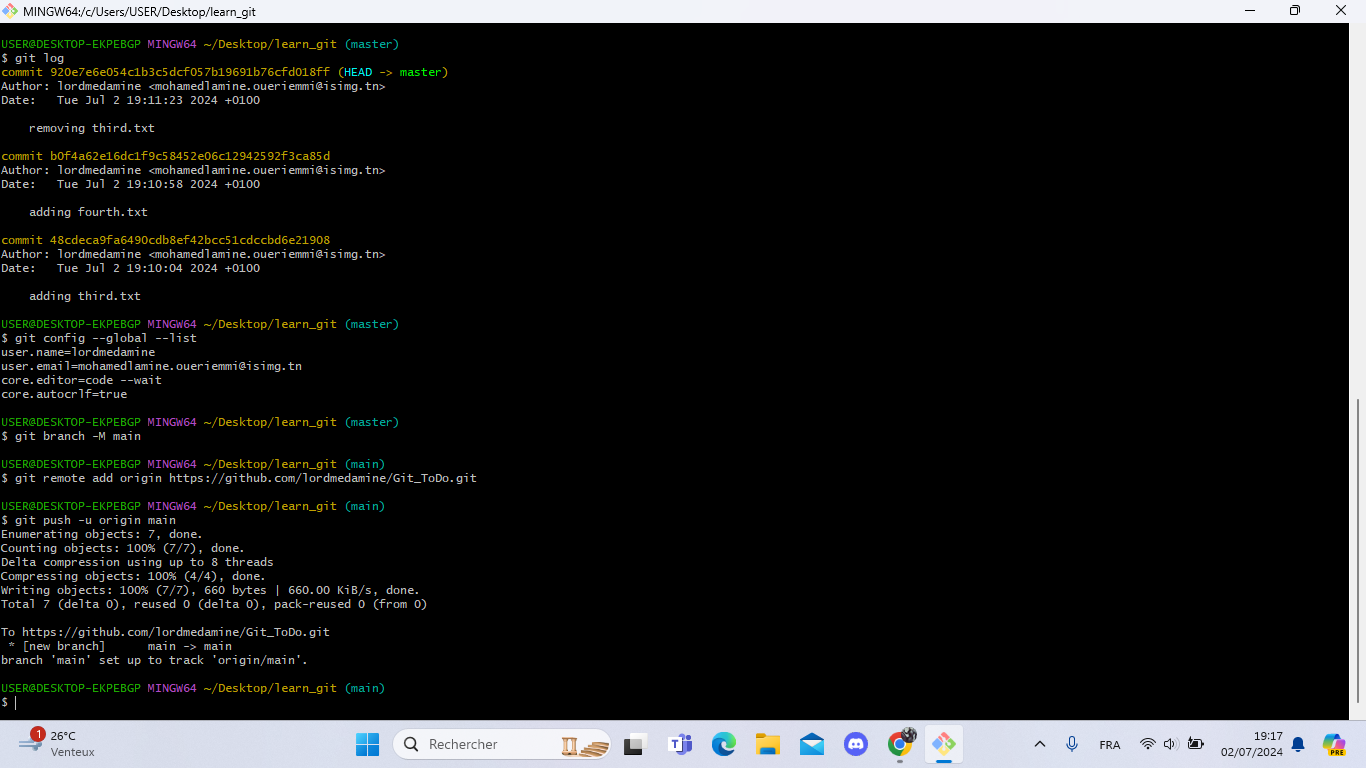 MINGW64:/c/Users/USER/Desktop/learn_git
USER@DESKTOP-EKPEBGP MINGW64 ~/Desktop/learn_git (master)
$ git log
commit 920e7e6e054c1b3c5dcf057b19691b76cfd018ff (HEAD -> master)
Author: lordmedamine <mohamedlamine.oueriemmi@isimg.tn>
Date:   Tue Jul 2 19:11:23 2024 +0100
    removing third.txt
commit b0f4a62e16dc1f9c58452e06c12942592f3ca85d
Author: lordmedamine <mohamedlamine.oueriemmi@isimg.tn>
Date:   Tue Jul 2 19:10:58 2024 +0100
    adding fourth.txt
commit 48cdeca9fa6490cdb8ef42bcc51cdccbd6e21908
Author: lordmedamine <mohamedlamine.oueriemmi@isimg.tn>
Date:   Tue Jul 2 19:10:04 2024 +0100
    adding third.txt
USER@DESKTOP-EKPEBGP MINGW64 ~/Desktop/learn_git (master)
$ git config --global --list
user.name=lordmedamine
user.email=mohamedlamine.oueriemmi@isimg.tn
core.editor=code --wait
core.autocrlf=true
USER@DESKTOP-EKPEBGP MINGW64 ~/Desktop/learn_git (master)
$ git branch -M main
USER@DESKTOP-EKPEBGP MINGW64 ~/Desktop/learn_git (main)
$ git remote add origin https://github.com/lordmedamine/Git_ToDo.git
USER@DESKTOP-EKPEBGP MINGW64 ~/Desktop/learn_git (main)
$ git push -u origin main
Enumerating objects: 7, done.
Counting objects: 100% (7/7), done.
Delta compression using up to 8 threads
Compressing objects: 100% (4/4), done.
Writing objects: 100% (7/7), 660 bytes | 660.00 KiB/s, done.
Total 7 (delta 0), reused 0 (delta 0), pack-reused 0 (from 0)
To https://github.com/lordmedamine/Git_ToDo.git
 * [new branch]      main -> main
branch 'main' set up to track 'origin/main'.
USER@DESKTOP-EKPEBGP MINGW64 ~/Desktop/learn_git (main)
$
1
26°C
Venteux
Rechercher
FRA
19:17
02/07/2024
PRE